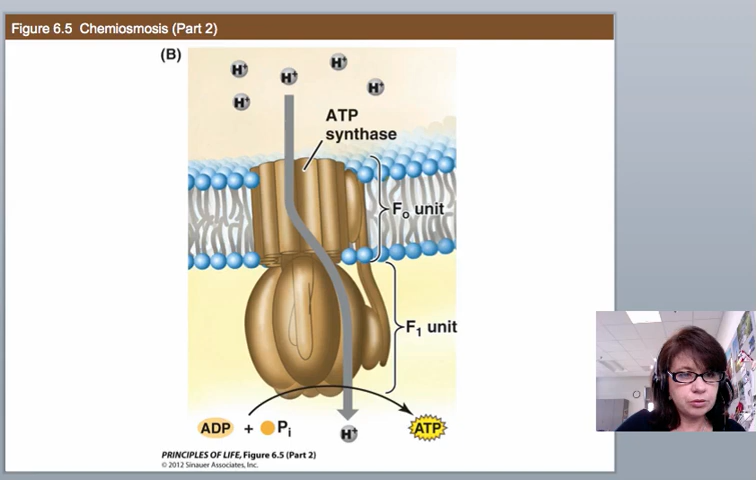 Figure 6.5 Chemiosmosis (Part 2)
(B)
H⁺
H⁺
H⁺
H⁺
H⁺
ATP
synthase
F₀ unit
F₁ unit
ADP + Pᵢ
ATP
H⁺
PRINCIPLES OF LIFE, Figure 6.5 (Part 2)
© 2012 Sinauer Associates, Inc.